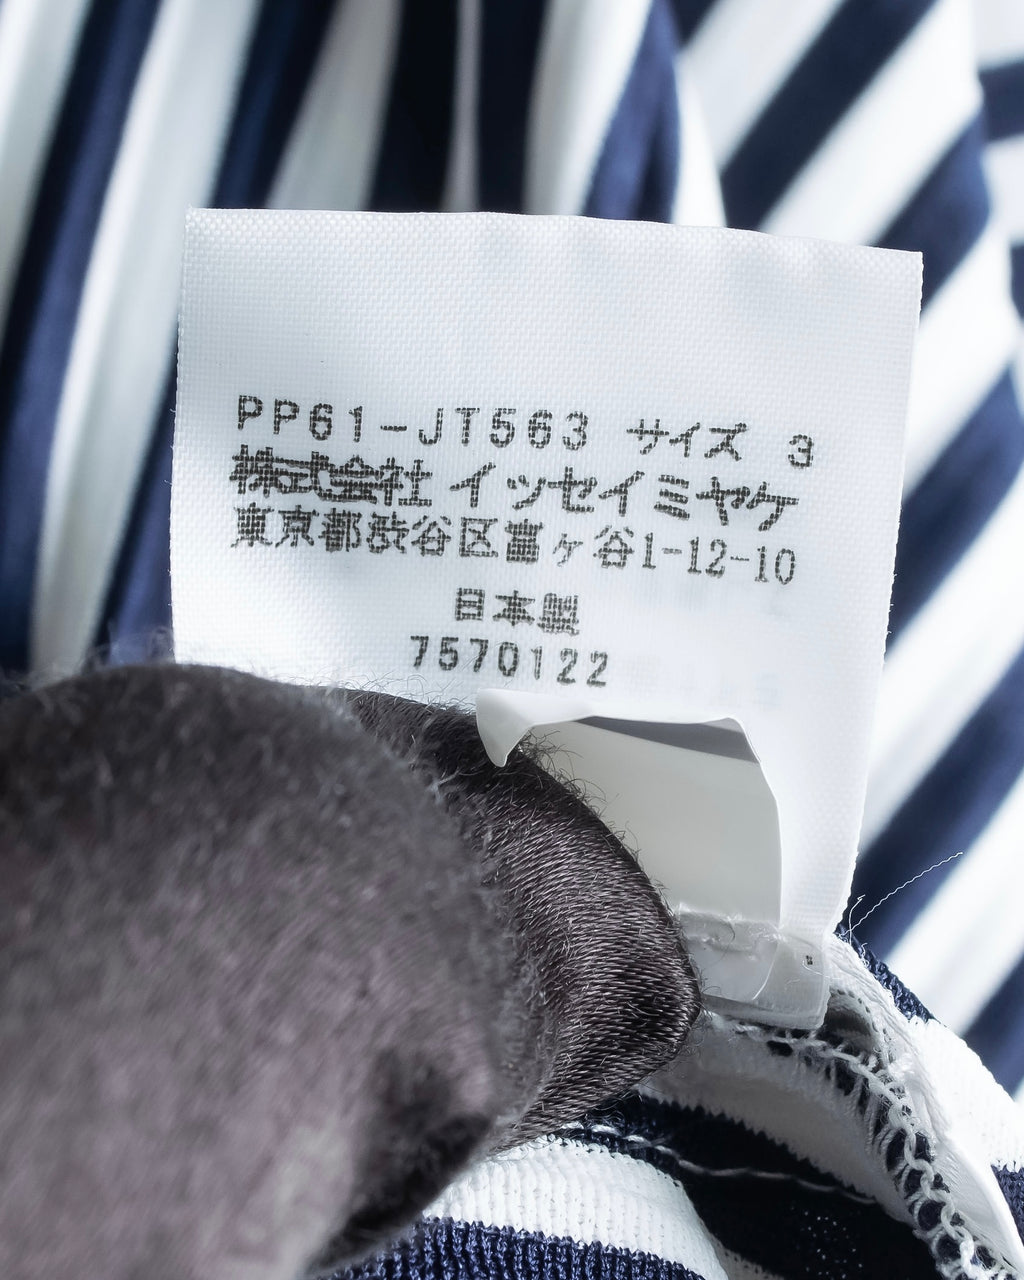 PP61-JT563 サイズ 3
株式会社 イッセイミヤケ
東京都渋谷区富ヶ谷1-12-10
日本製
7570122